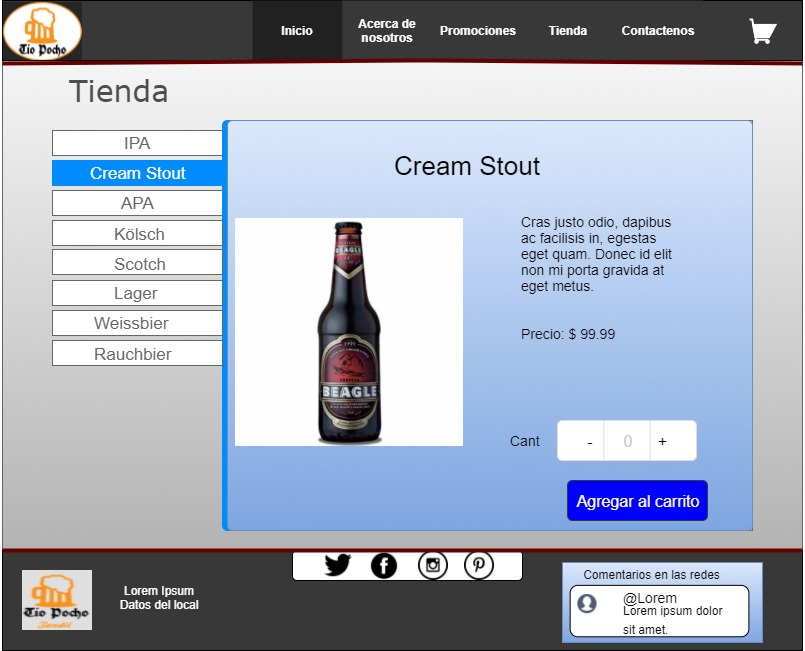 Inicio
Acerca de
nosotros
Promociones
Tienda
Contactenos
Tío Pocho
Tienda
IPA
Cream Stout
APA
Kölsch
Scotch
Lager
Weissbier
Rauchbier
Cream Stout
BEAGLE
BEAGLE
Cras justo odio, dapibus
ac facilisis in, egestas
eget quam. Donec id elit
non mi porta gravida at
eget metus.
Precio: $ 99.99
Cant - 0 +
Agregar al carrito
Tío Pocho
Tandil
Lorem Ipsum
Datos del local
Comentarios en las redes
@Lorem
Lorem ipsum dolor
sit amet.